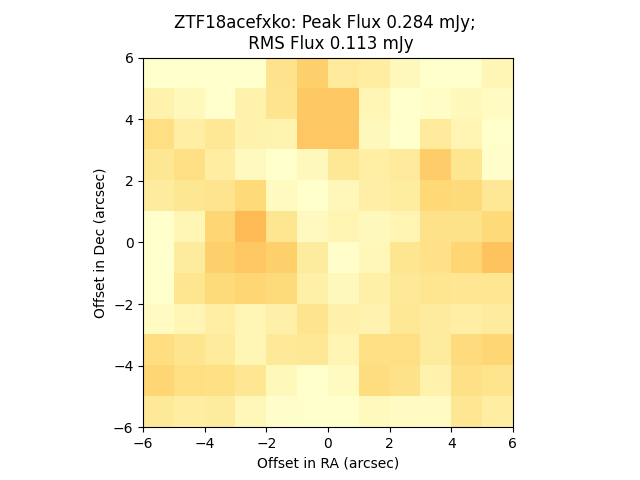 ZTF18acefxko: Peak Flux 0.284 mJy;
RMS Flux 0.113 mJy
6
4
2
0
−2
−4
−6
Offset in Dec (arcsec)
−6 −4 −2 0 2 4 6
Offset in RA (arcsec)